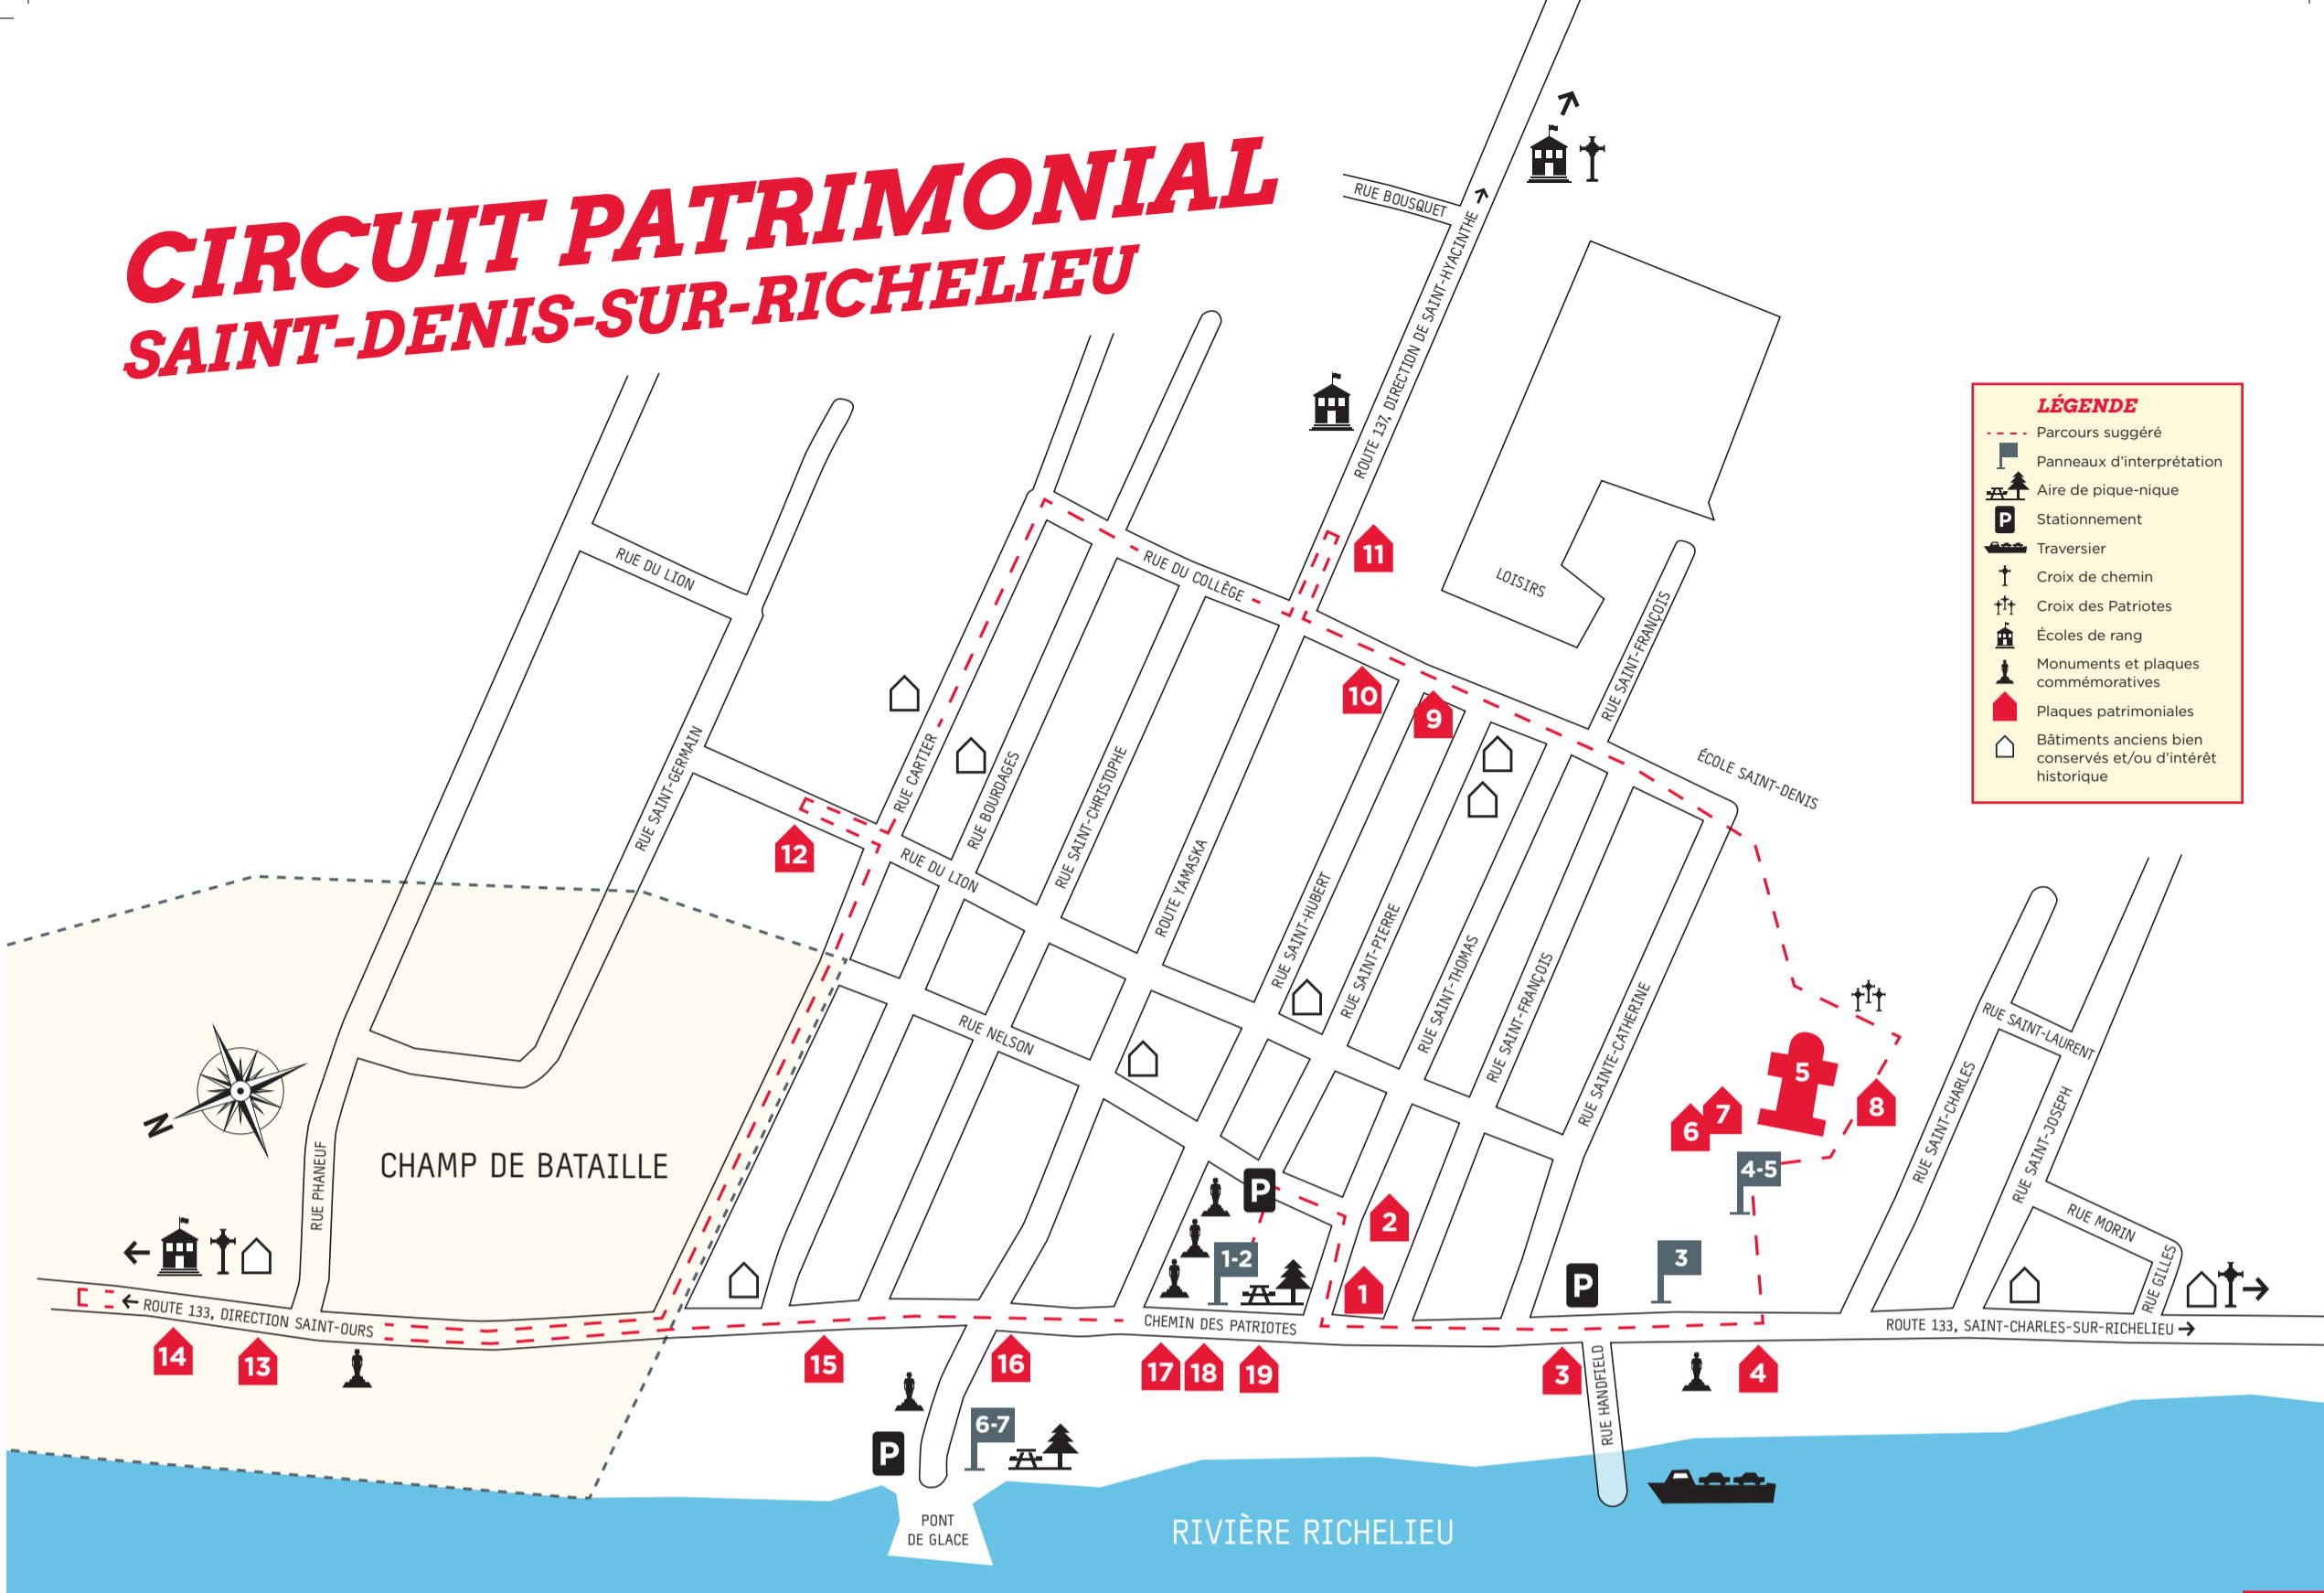 CIRCUIT PATRIMONIAL
SAINT-DENIS-SUR-RICHELIEU
RUE BOUSQUET
ROUTE 137, DIRECTION DE SAINT-HYACINTHE
LÉGENDE
Parcours suggéré
Panneaux d'interprétation
Aire de pique-nique
P
Stationnement
Traversier
Croix de chemin
Croix des Patriotes
Écoles de rang
Monuments et plaques
commémoratives
Plaques patrimoniales
Bâtiments anciens bien
conservés et/ou d'intérêt
historique
RUE DU LION
RUE DU COLLÈGE
11
LOISIRS
RUE SAINT-FRANÇOIS
10
9
ÉCOLE SAINT-DENIS
RUE SAINT-GERMAIN
RUE CARTIER
RUE BOURDAGES
RUE SAINT-CHRISTOPHE
ROUTE YAMASKA
12
RUE DU LION
RUE SAINT-HUBERT
RUE SAINT-PIERRE
RUE SAINT-THOMAS
RUE SAINT-FRANÇOIS
RUE SAINTE-CATHERINE
RUE NELSON
RUE SAINT-LAURENT
RUE SAINT-CHARLES
RUE SAINT-JOSEPH
5
8
7
6
4-5
N
CHAMP DE BATAILLE
RUE PHANEUF
P
2
1-2
1
P
3
RUE MORIN
RUE GILLES
ROUTE 133, DIRECTION SAINT-OURS
CHEMIN DES PATRIOTES
ROUTE 133, SAINT-CHARLES-SUR-RICHELIEU
14
13
15
16
17
18
19
3
4
RUE HANDFIELD
P
6-7
PONT
DE GLACE
RIVIÈRE RICHELIEU